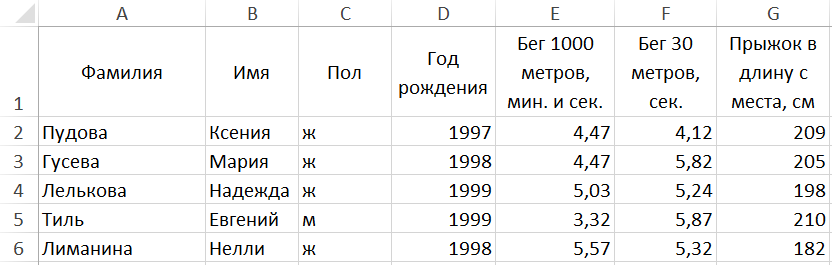 A B C D E F G
1 Фамилия Имя Пол Год рождения Бег 1000 метров, мин. и сек. Бег 30 метров, сек. Прыжок в длину с места, см
2 Пудова Ксения ж 1997 4,47 4,12 209
3 Гусева Мария ж 1998 4,47 5,82 205
4 Лелькова Надежда ж 1999 5,03 5,24 198
5 Тиль Евгений м 1999 3,32 5,87 210
6 Лиманина Нелли ж 1998 5,57 5,32 182